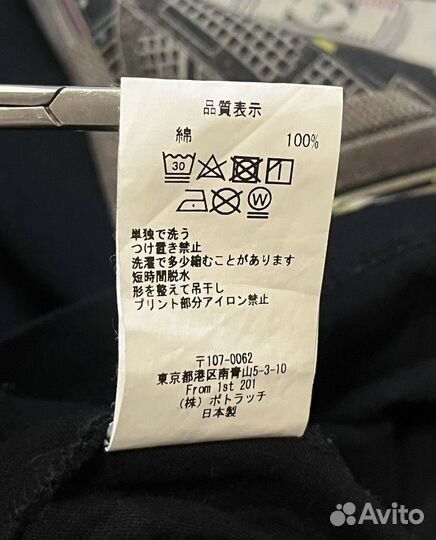 品質表示
綿 100%
30 1
W
単独で洗う
つけ置き禁止
洗濯で多少縮むことがあります
短時間脱水
形を整えて吊干し
プリント部分アイロン禁止
〒107-0062
東京都港区南青山5-3-10
From 1st 201
(株) ポトラッチ
日本製
Avito